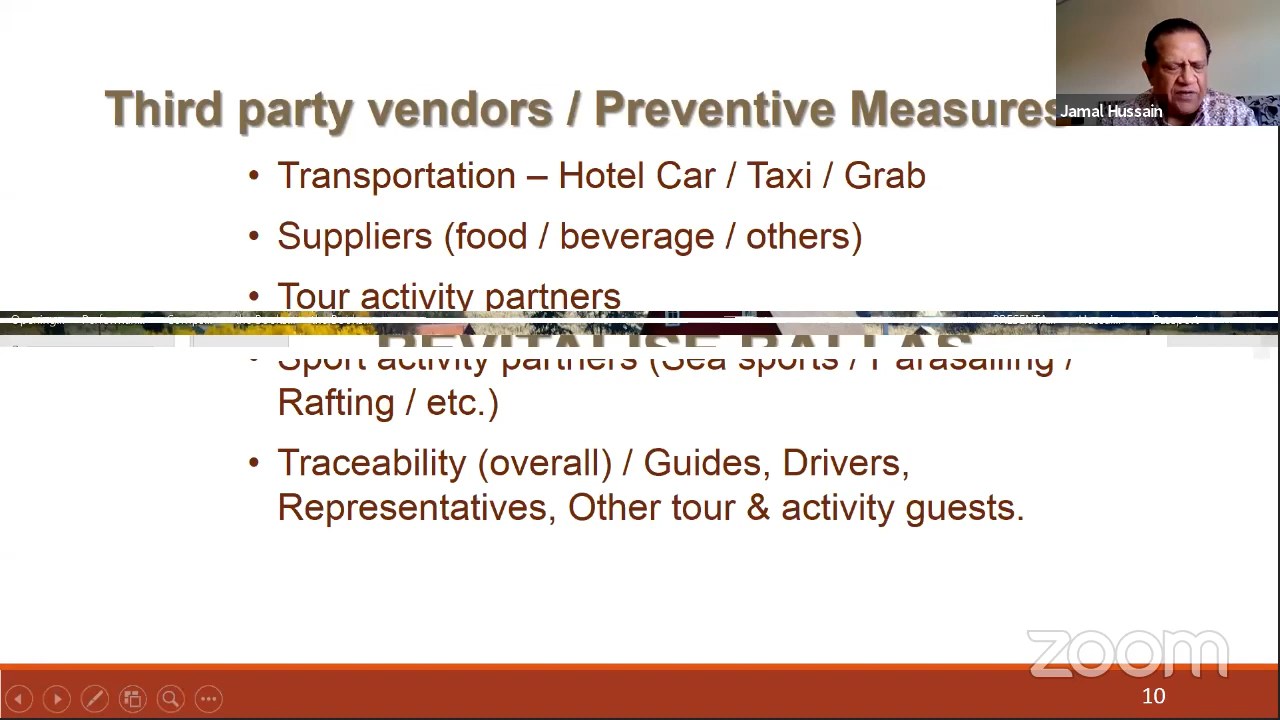 Third party vendors / Preventive Measures
Jamal Hussain
• Transportation – Hotel Car / Taxi / Grab
• Suppliers (food / beverage / others)
• Tour activity partners
REVITALISE BALI AS
• Sport activity partners (Sea sports / Parasailing /
Rafting / etc.)
• Traceability (overall) / Guides, Drivers,
Representatives, Other tour & activity guests.
zoom
10